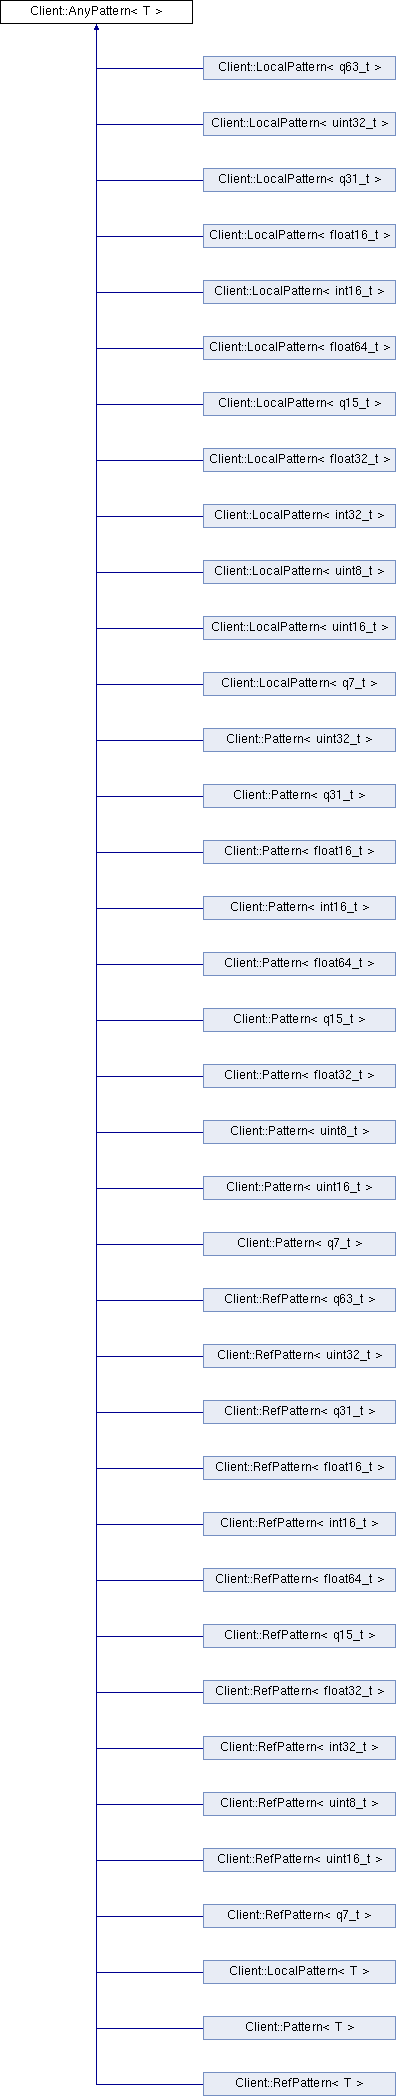 Client::AnyPattern< T >
Client::LocalPattern< q63_t >
Client::LocalPattern< uint32_t >
Client::LocalPattern< q31_t >
Client::LocalPattern< float16_t >
Client::LocalPattern< int16_t >
Client::LocalPattern< float64_t >
Client::LocalPattern< q15_t >
Client::LocalPattern< float32_t >
Client::LocalPattern< int32_t >
Client::LocalPattern< uint8_t >
Client::LocalPattern< uint16_t >
Client::LocalPattern< q7_t >
Client::Pattern< uint32_t >
Client::Pattern< q31_t >
Client::Pattern< float16_t >
Client::Pattern< int16_t >
Client::Pattern< float64_t >
Client::Pattern< q15_t >
Client::Pattern< float32_t >
Client::Pattern< uint8_t >
Client::Pattern< uint16_t >
Client::Pattern< q7_t >
Client::RefPattern< q63_t >
Client::RefPattern< uint32_t >
Client::RefPattern< q31_t >
Client::RefPattern< float16_t >
Client::RefPattern< int16_t >
Client::RefPattern< float64_t >
Client::RefPattern< q15_t >
Client::RefPattern< float32_t >
Client::RefPattern< int32_t >
Client::RefPattern< uint8_t >
Client::RefPattern< uint16_t >
Client::RefPattern< q7_t >
Client::LocalPattern< T >
Client::Pattern< T >
Client::RefPattern< T >